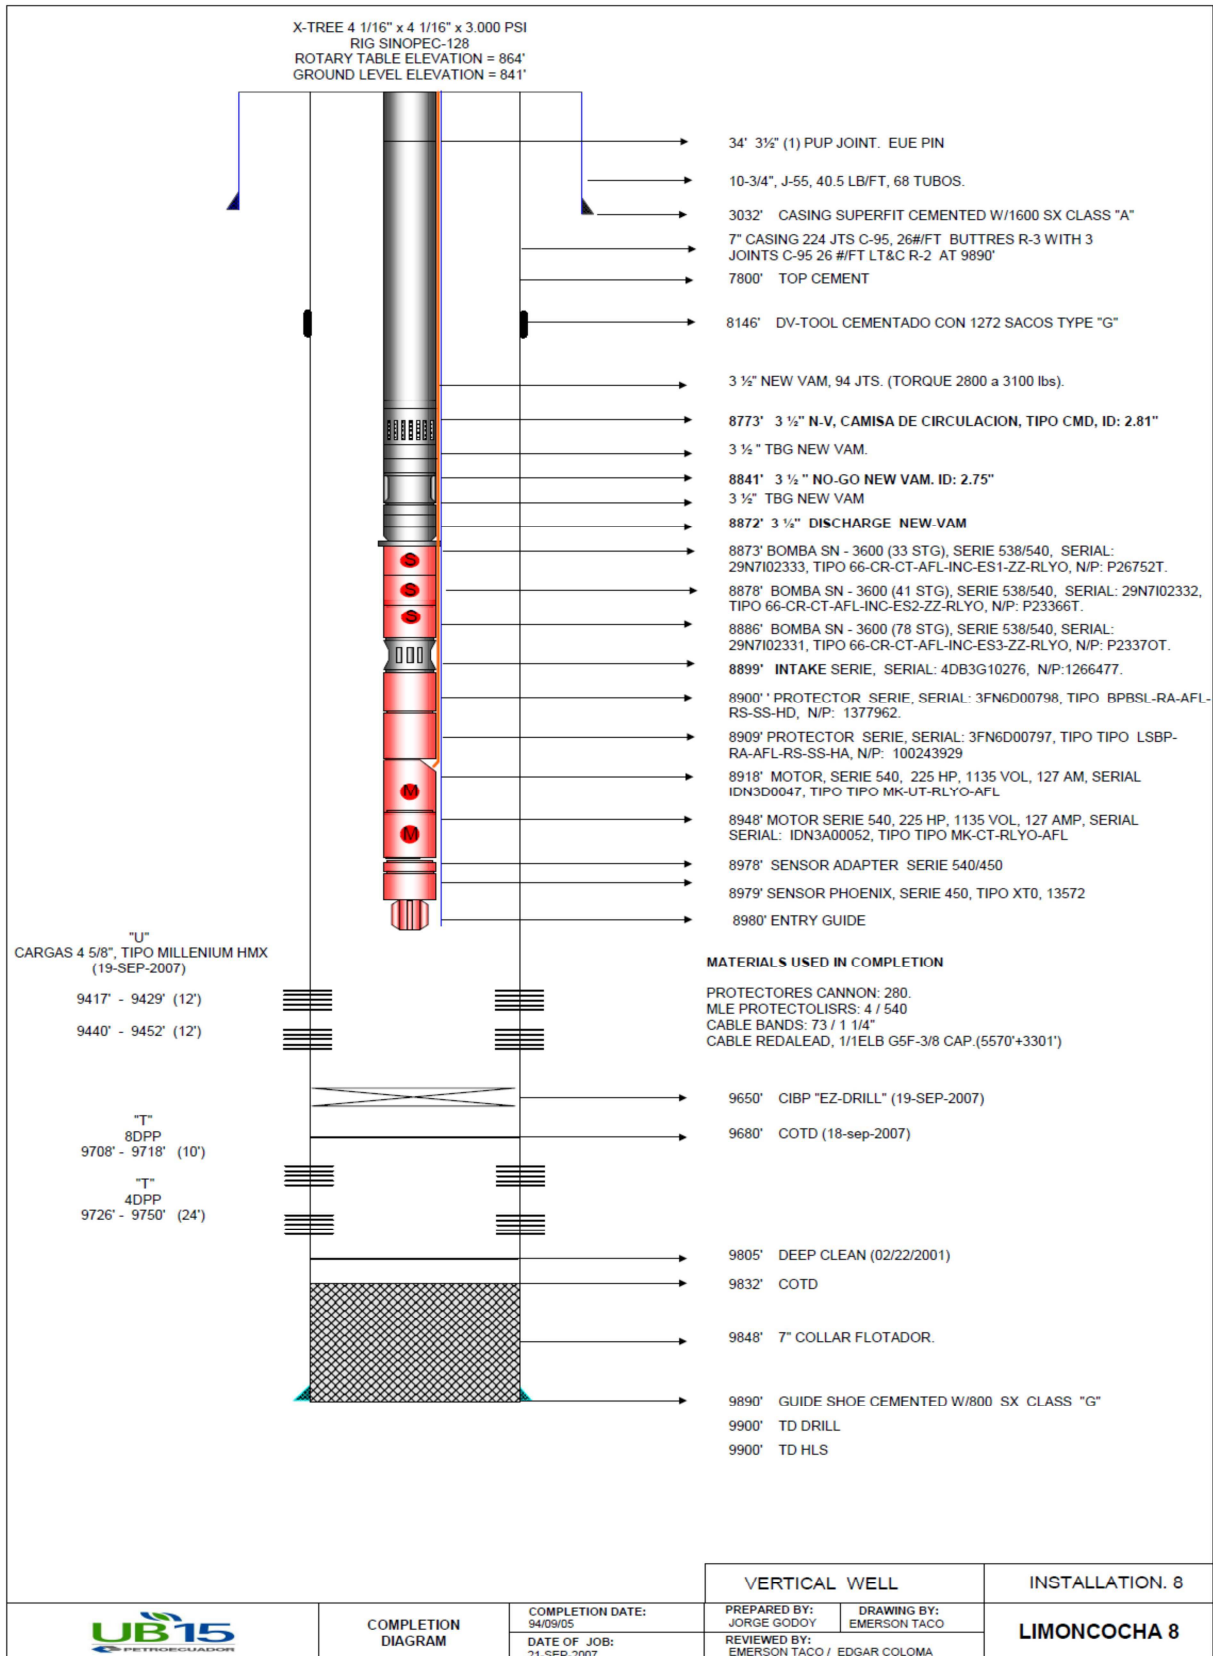 X-TREE 4 1/16" x 4 1/16" x 3.000 PSI
RIG SINOPEC-128
ROTARY TABLE ELEVATION = 864'
GROUND LEVEL ELEVATION = 841'
34' 3½" (1) PUP JOINT. EUE PIN
10-3/4", J-55, 40.5 LB/FT, 68 TUBOS.
3032' CASING SUPERFIT CEMENTED W/1600 SX CLASS "A"
7" CASING 224 JTS C-95, 26#/FT BUTTRES R-3 WITH 3
JOINTS C-95 26 #/FT LT&C R-2 AT 9890'
7800' TOP CEMENT
8146' DV-TOOL CEMENTADO CON 1272 SACOS TYPE "G"
3 ½" NEW VAM, 94 JTS. (TORQUE 2800 a 3100 lbs).
8773' 3 ½" N-V, CAMISA DE CIRCULACION, TIPO CMD, ID: 2.81"
3 ½ " TBG NEW VAM.
8841' 3 ½ " NO-GO NEW VAM. ID: 2.75"
3 ½" TBG NEW VAM
8872' 3 ½" DISCHARGE NEW-VAM
8873' BOMBA SN - 3600 (33 STG), SERIE 538/540, SERIAL:
29N7I02333, TIPO 66-CR-CT-AFL-INC-ES1-ZZ-RLYO, N/P: P26752T.
8878' BOMBA SN - 3600 (41 STG), SERIE 538/540, SERIAL: 29N7I02332,
TIPO 66-CR-CT-AFL-INC-ES2-ZZ-RLYO, N/P: P23366T.
8886' BOMBA SN - 3600 (78 STG), SERIE 538/540, SERIAL:
29N7I02331, TIPO 66-CR-CT-AFL-INC-ES3-ZZ-RLYO, N/P: P2337OT.
8899' INTAKE SERIE, SERIAL: 4DB3G10276, N/P:1266477.
8900' ' PROTECTOR SERIE, SERIAL: 3FN6D00798, TIPO BPBSL-RA-AFL-
RS-SS-HD, N/P: 1377962.
8909' PROTECTOR SERIE, SERIAL: 3FN6D00797, TIPO TIPO LSBP-
RA-AFL-RS-SS-HA, N/P: 100243929
8918' MOTOR, SERIE 540, 225 HP, 1135 VOL, 127 AM, SERIAL
IDN3D0047, TIPO TIPO MK-UT-RLYO-AFL
8948' MOTOR SERIE 540, 225 HP, 1135 VOL, 127 AMP, SERIAL
SERIAL: IDN3A00052, TIPO TIPO MK-CT-RLYO-AFL
8978' SENSOR ADAPTER SERIE 540/450
8979' SENSOR PHOENIX, SERIE 450, TIPO XT0, 13572
8980' ENTRY GUIDE
S
S
S
M
M
"U"
CARGAS 4 5/8", TIPO MILLENIUM HMX
(19-SEP-2007)
9417' - 9429' (12')
9440' - 9452' (12')
MATERIALS USED IN COMPLETION
PROTECTORES CANNON: 280.
MLE PROTECTOLISRS: 4 / 540
CABLE BANDS: 73 / 1 1/4"
CABLE REDALEAD, 1/1ELB G5F-3/8 CAP.(5570'+3301')
9650' CIBP "EZ-DRILL" (19-SEP-2007)
9680' COTD (18-sep-2007)
"T"
8DPP
9708' - 9718' (10')
"T"
4DPP
9726' - 9750' (24')
9805' DEEP CLEAN (02/22/2001)
9832' COTD
9848' 7" COLLAR FLOTADOR.
9890' GUIDE SHOE CEMENTED W/800 SX CLASS "G"
9900' TD DRILL
9900' TD HLS
VERTICAL WELL
INSTALLATION. 8
UB15
PETROECUADOR
COMPLETION
DIAGRAM
COMPLETION DATE:
94/09/05
DATE OF JOB:
21-SEP-2007
PREPARED BY:
JORGE GODOY
DRAWING BY:
EMERSON TACO
REVIEWED BY:
EMERSON TACO / EDGAR COLOMA
LIMONCOCHA 8